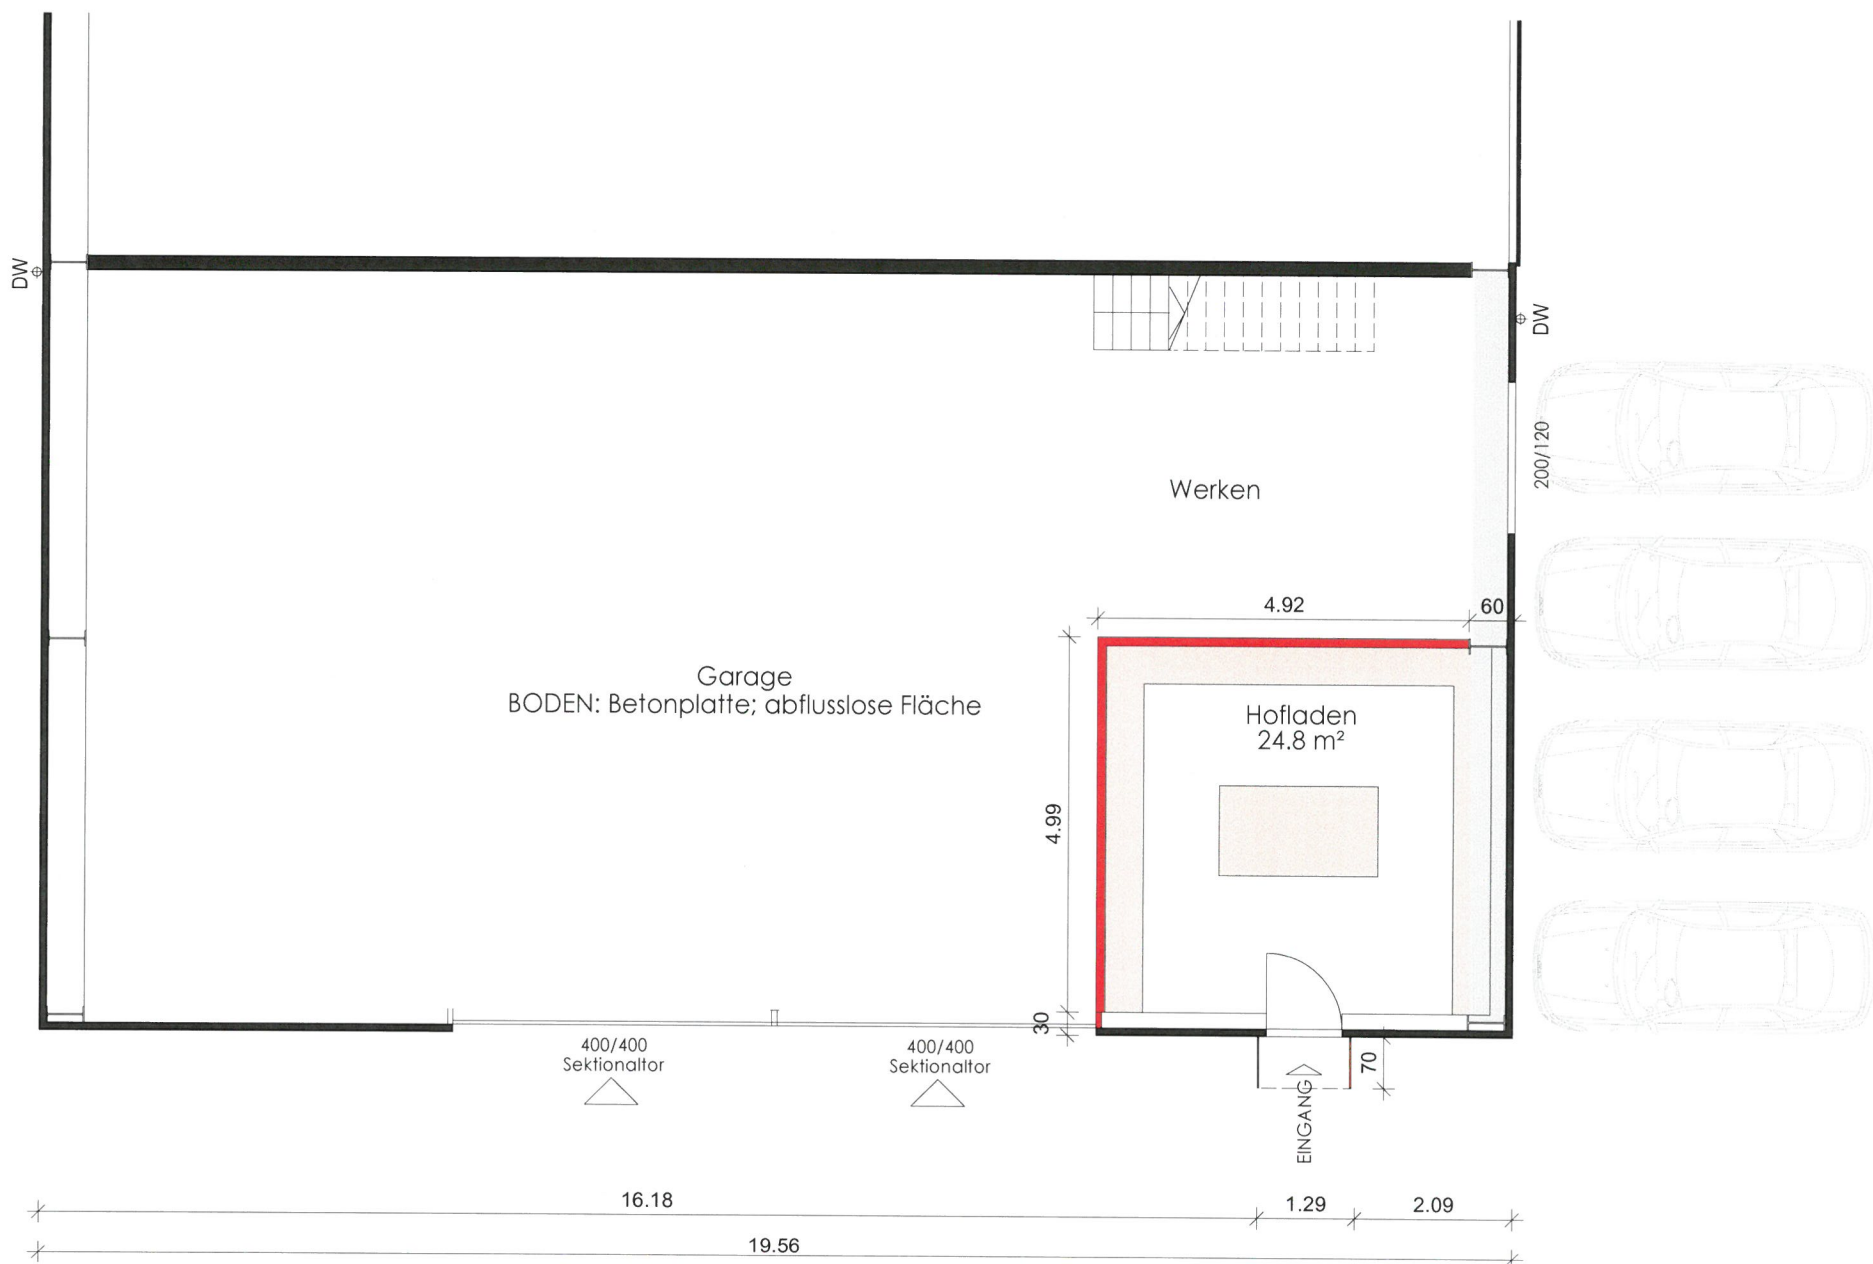 DW
DW
200/120
Werken
4.92
60
Garage
BODEN: Betonplatte; abflusslose Fläche
Hofladen
24.8 m²
4.99
30
400/400
Sektionaltor
400/400
Sektionaltor
70
EINGANG
16.18
1.29
2.09
19.56